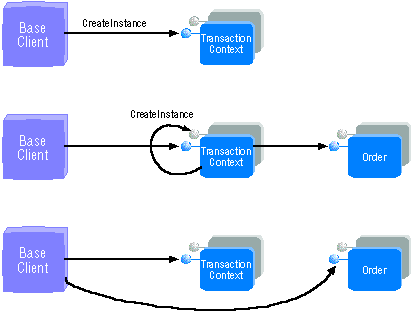 Base
Client
CreateInstance
Transaction
Context
CreateInstance
Base
Client
Transaction
Context
Order
Base
Client
Transaction
Context
Order